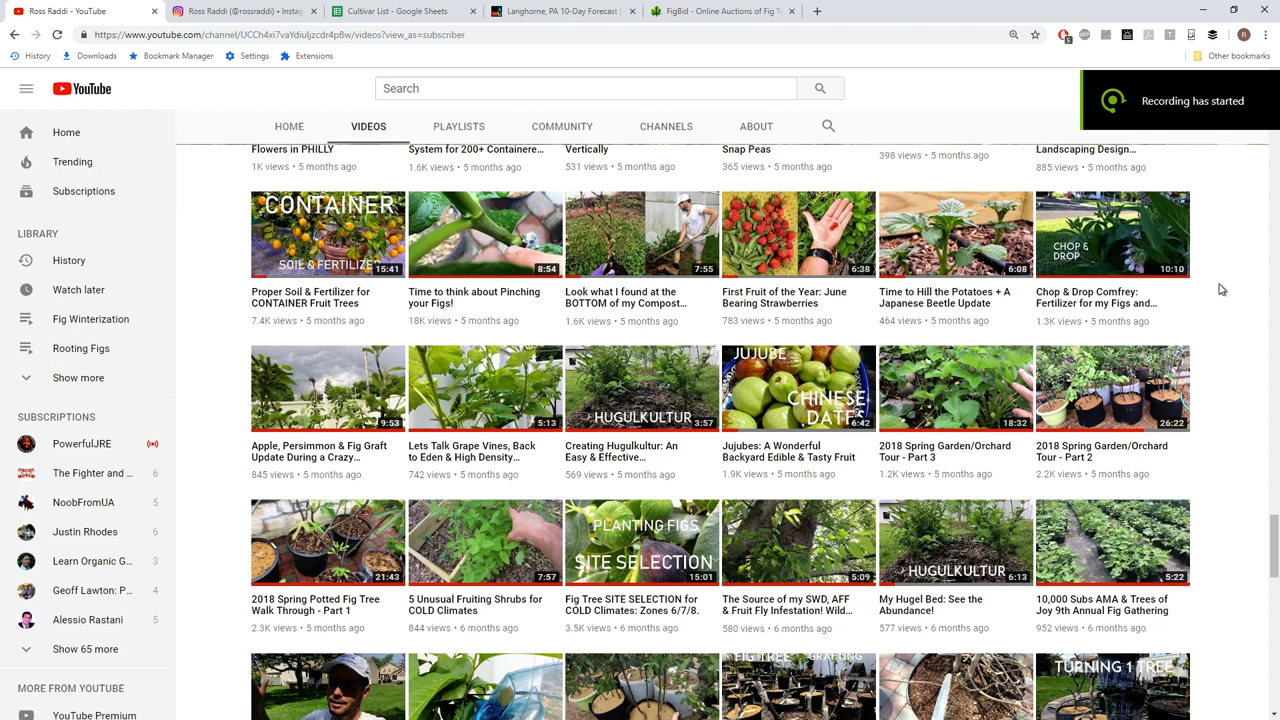 Ross Raddi - YouTube
Ross Raddi (@rossraddi) • Instag
Cultivar List - Google Sheets
Langhorne, PA 10-Day Forecast
FigBid - Online Auctions of Fig T
https://www.youtube.com/channel/UCCh4xi7vaYdiuljzcdr4pBw/videos?view_as=subscriber
History
Downloads
Bookmark Manager
Settings
Extensions
Other bookmarks
YouTube
Search
Recording has started
HOME
VIDEOS
PLAYLISTS
COMMUNITY
CHANNELS
ABOUT
Home
Trending
Subscriptions
LIBRARY
History
Watch later
Fig Winterization
Rooting Figs
Show more
SUBSCRIPTIONS
PowerfulJRE
The Fighter and ... 6
NoobFromUA 5
Justin Rhodes 6
Learn Organic G... 3
Geoff Lawton: P... 4
Alessio Rastani 5
Show 65 more
MORE FROM YOUTUBE
YouTube Premium
Flowers in PHILLY
1K views • 5 months ago
System for 200+ Containere...
1.6K views • 5 months ago
Vertically
531 views • 5 months ago
Snap Peas
365 views • 5 months ago
398 views • 5 months ago
Landscaping Design...
885 views • 5 months ago
CONTAINER
SOIL & FERTILIZER
15:41
Proper Soil & Fertilizer for
CONTAINER Fruit Trees
7.4K views • 5 months ago
8:54
Time to think about Pinching
your Figs!
18K views • 5 months ago
7:55
Look what I found at the
BOTTOM of my Compost...
1.6K views • 5 months ago
6:38
First Fruit of the Year: June
Bearing Strawberries
783 views • 5 months ago
6:08
Time to Hill the Potatoes + A
Japanese Beetle Update
464 views • 5 months ago
CHOP &
DROP
10:10
Chop & Drop Comfrey:
Fertilizer for my Figs and...
1.3K views • 5 months ago
9:53
Apple, Persimmon & Fig Graft
Update During a Crazy...
845 views • 5 months ago
5:13
Lets Talk Grape Vines, Back
to Eden & High Density...
742 views • 5 months ago
HUGULKULTUR
3:57
Creating Hugulkultur: An
Easy & Effective...
569 views • 5 months ago
JUJUBE
CHINESE
DATES
6:42
Jujubes: A Wonderful
Backyard Edible & Tasty Fruit
1.9K views • 5 months ago
18:32
2018 Spring Garden/Orchard
Tour - Part 3
1.2K views • 5 months ago
26:22
2018 Spring Garden/Orchard
Tour - Part 2
2.2K views • 5 months ago
21:43
2018 Spring Potted Fig Tree
Walk Through - Part 1
2.3K views • 5 months ago
7:57
5 Unusual Fruiting Shrubs for
COLD Climates
844 views • 6 months ago
PLANTING FIGS
SITE SELECTION
15:01
Fig Tree SITE SELECTION for
COLD Climates: Zones 6/7/8.
3.5K views • 6 months ago
5:09
The Source of my SWD, AFF
& Fruit Fly Infestation! Wild...
580 views • 6 months ago
HUGULKULTUR
6:13
My Hugel Bed: See the
Abundance!
577 views • 6 months ago
5:22
10,000 Subs AMA & Trees of
Joy 9th Annual Fig Gathering
952 views • 6 months ago
FIG TREE GRAFTING
TURNING 1 TREE